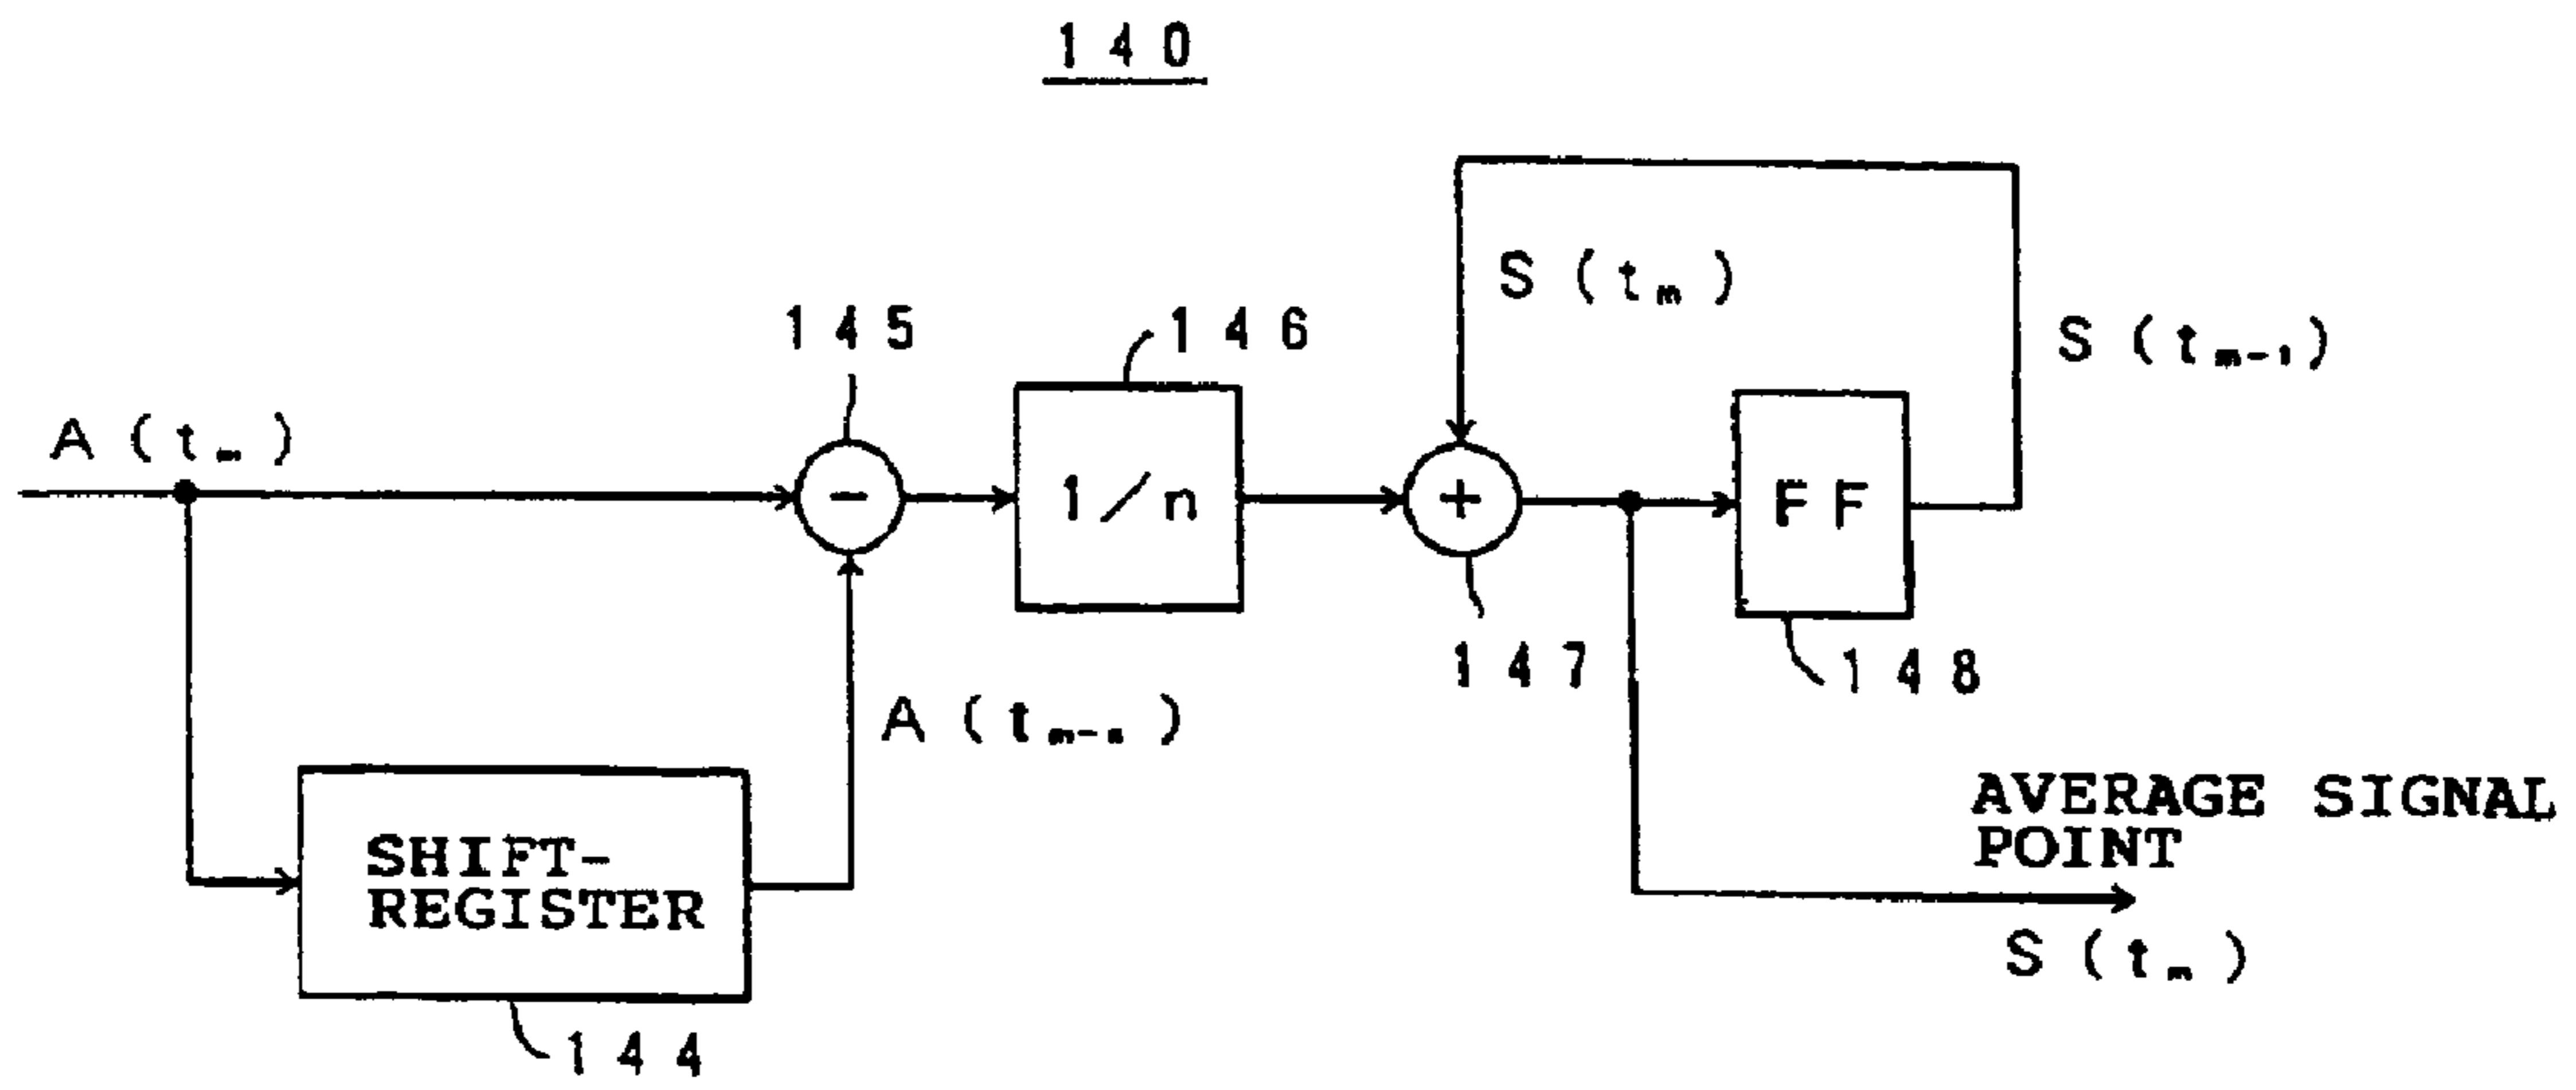 140
S (tm)
145
146
S (tm-1)
A (tm)
-
1/n
+
FF
147
148
A (tm-n)
AVERAGE SIGNAL
POINT
SHIFT-
REGISTER
S (tm)
144